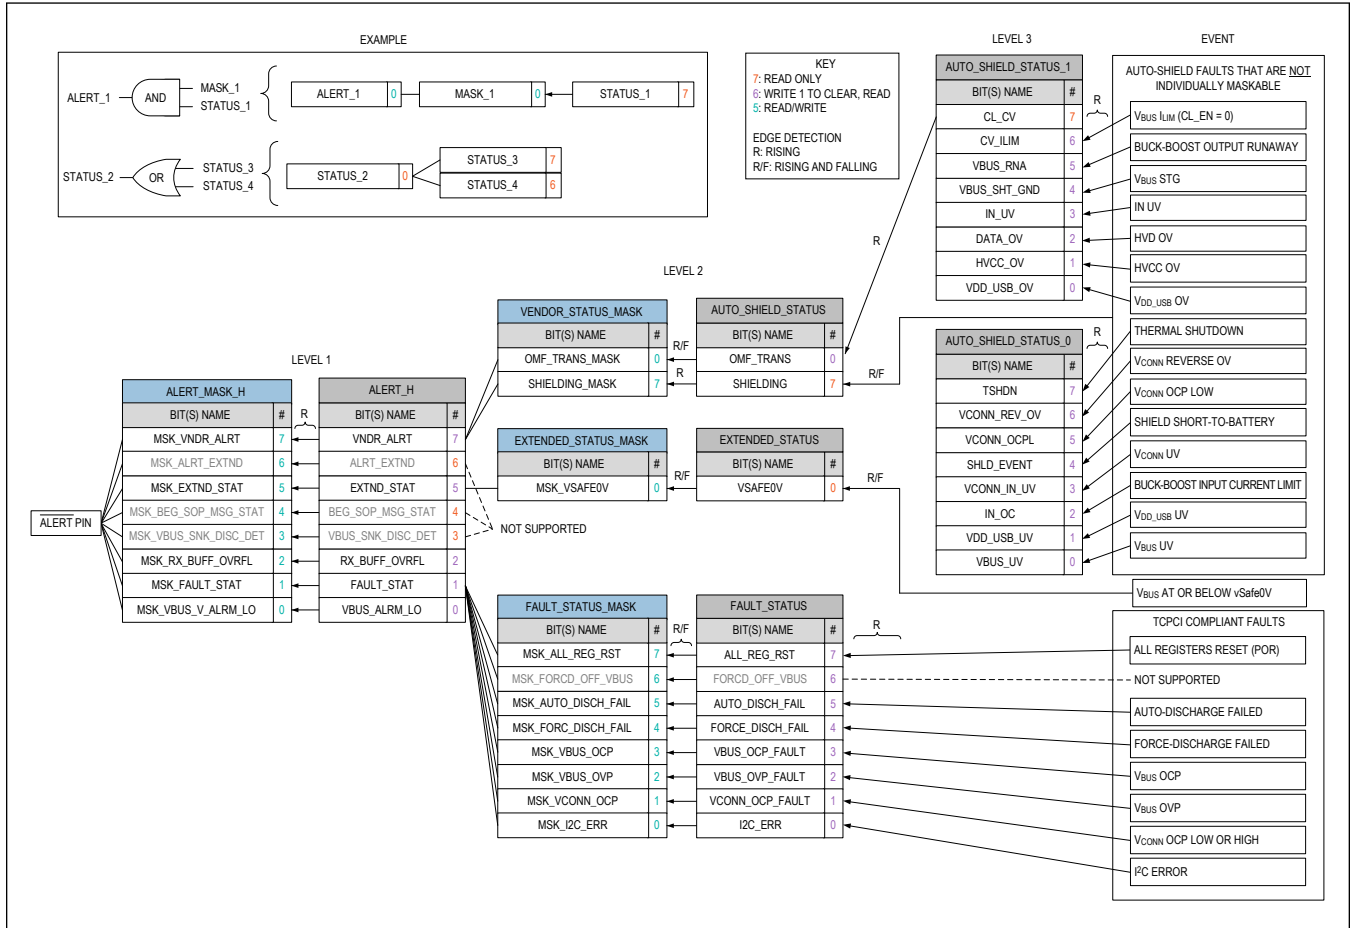 EXAMPLE
ALERT_1
AND
MASK_1
STATUS_1
ALERT_1 0
MASK_1 0
STATUS_1 7
STATUS_2
OR
STATUS_3
STATUS_4
STATUS_2 0
STATUS_3 7
STATUS_4 6
KEY
7: READ ONLY
6: WRITE 1 TO CLEAR, READ
5: READ/WRITE
EDGE DETECTION
R: RISING
R/F: RISING AND FALLING
LEVEL 1
ALERT PIN
ALERT_MASK_H
BIT(S) NAME #
MSK_VNDR_ALRT 7
MSK_ALRT_EXTND 6
MSK_EXTND_STAT 5
MSK_BEG_SOP_MSG_STAT 4
MSK_VBUS_SNK_DISC_DET 3
MSK_RX_BUFF_OVRFL 2
MSK_FAULT_STAT 1
MSK_VBUS_V_ALRM_LO 0
R
ALERT_H
BIT(S) NAME #
VNDR_ALRT 7
ALRT_EXTND 6
EXTND_STAT 5
BEG_SOP_MSG_STAT 4
VBUS_SNK_DISC_DET 3
RX_BUFF_OVRFL 2
FAULT_STAT 1
VBUS_ALRM_LO 0
NOT SUPPORTED
LEVEL 2
VENDOR_STATUS_MASK
BIT(S) NAME #
OMF_TRANS_MASK 0
SHIELDING_MASK 7
R/F
R
AUTO_SHIELD_STATUS
BIT(S) NAME #
OMF_TRANS 0
SHIELDING 7
R
R/F
EXTENDED_STATUS_MASK
BIT(S) NAME #
MSK_VSAFE0V 0
R/F
EXTENDED_STATUS
BIT(S) NAME #
VSAFE0V 0
R/F
FAULT_STATUS_MASK
BIT(S) NAME #
MSK_ALL_REG_RST 7
MSK_FORCD_OFF_VBUS 6
MSK_AUTO_DISCH_FAIL 5
MSK_FORC_DISCH_FAIL 4
MSK_VBUS_OCP 3
MSK_VBUS_OVP 2
MSK_VCONN_OCP 1
MSK_I2C_ERR 0
R/F
FAULT_STATUS
BIT(S) NAME #
ALL_REG_RST 7
FORCD_OFF_VBUS 6
AUTO_DISCH_FAIL 5
FORCE_DISCH_FAIL 4
VBUS_OCP_FAULT 3
VBUS_OVP_FAULT 2
VCONN_OCP_FAULT 1
I2C_ERR 0
R
LEVEL 3
AUTO_SHIELD_STATUS_1
BIT(S) NAME #
CL_CV 7
CV_ILIM 6
VBUS_RNA 5
VBUS_SHT_GND 4
IN_UV 3
DATA_OV 2
HVCC_OV 1
VDD_USB_OV 0
R
AUTO_SHIELD_STATUS_0
BIT(S) NAME #
TSHDN 7
VCONN_REV_OV 6
VCONN_OCPL 5
SHLD_EVENT 4
VCONN_IN_UV 3
IN_OC 2
VDD_USB_UV 1
VBUS_UV 0
R
EVENT
AUTO-SHIELD FAULTS THAT ARE NOT
INDIVIDUALLY MASKABLE
VBUS ILIM (CL_EN = 0)
BUCK-BOOST OUTPUT RUNAWAY
VBUS STG
IN UV
HVD OV
HVCC OV
VDD_USB OV
THERMAL SHUTDOWN
VCONN REVERSE OV
VCONN OCP LOW
SHIELD SHORT-TO-BATTERY
VCONN UV
BUCK-BOOST INPUT CURRENT LIMIT
VDD_USB UV
VBUS UV
VBUS AT OR BELOW vSafe0V
TCPCI COMPLIANT FAULTS
ALL REGISTERS RESET (POR)
NOT SUPPORTED
AUTO-DISCHARGE FAILED
FORCE-DISCHARGE FAILED
VBUS OCP
VBUS OVP
VCONN OCP LOW OR HIGH
I²C ERROR